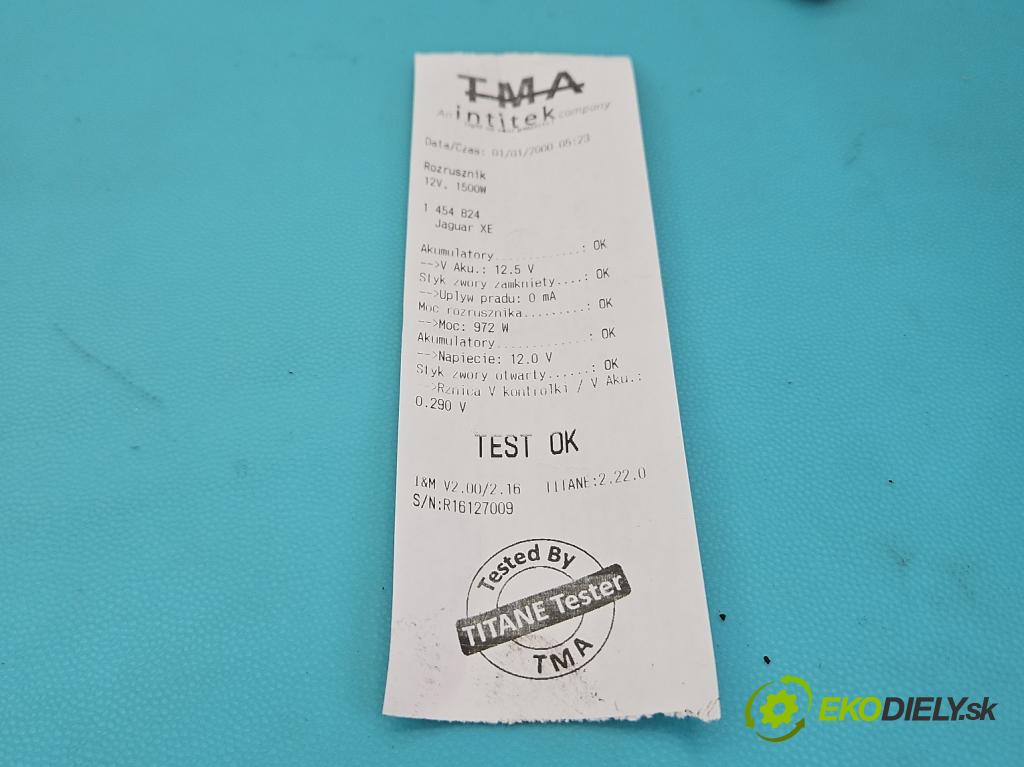 TMA
An intitek company
Data/Czas: 01/01/2000 05:23
Rozrusznik
12V, 1500W
1 454 824
Jaguar XE
Akumulatory.............: OK
-->V Aku.: 12.5 V
Styk zwory zamkniety....: OK
-->Uplyw pradu: 0 mA
Moc rozrusznika.........: OK
-->Moc: 972 W
Akumulatory.............: OK
-->Napiecie: 12.0 V
Styk zwory otwarty......: OK
-->Rznica V kontrolki / V Aku.:
0.290 V
TEST OK
I&M V2.00/2.16 TITANE:2.22.0
S/N:R16127009
Tested By
TITANE Tester
TMA
EKODIELY.sk